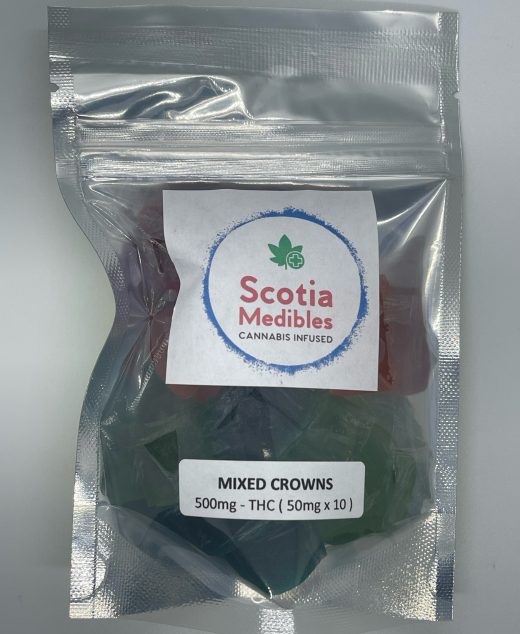 Scotia
Medibles
CANNABIS INFUSED
MIXED CROWNS
500mg - THC ( 50mg x 10 )